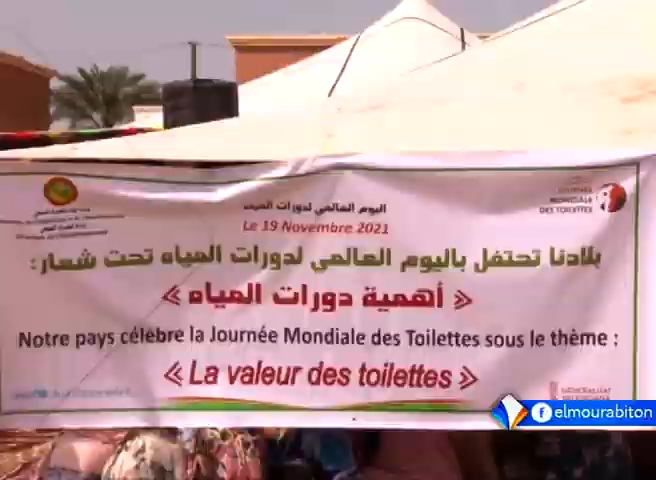 اليوم العالمي لدورات المياه
JOURNÉE
MONDIALE
DES TOILETTES
Le 19 Novembre 2021
بلادنا تحتفل باليوم العالمي لدورات المياه تحت شعار:
« أهمية دورات المياه »
Notre pays célèbre la Journée Mondiale des Toilettes sous le thème :
« La valeur des toilettes »
GENERALITAT
elmourabiton